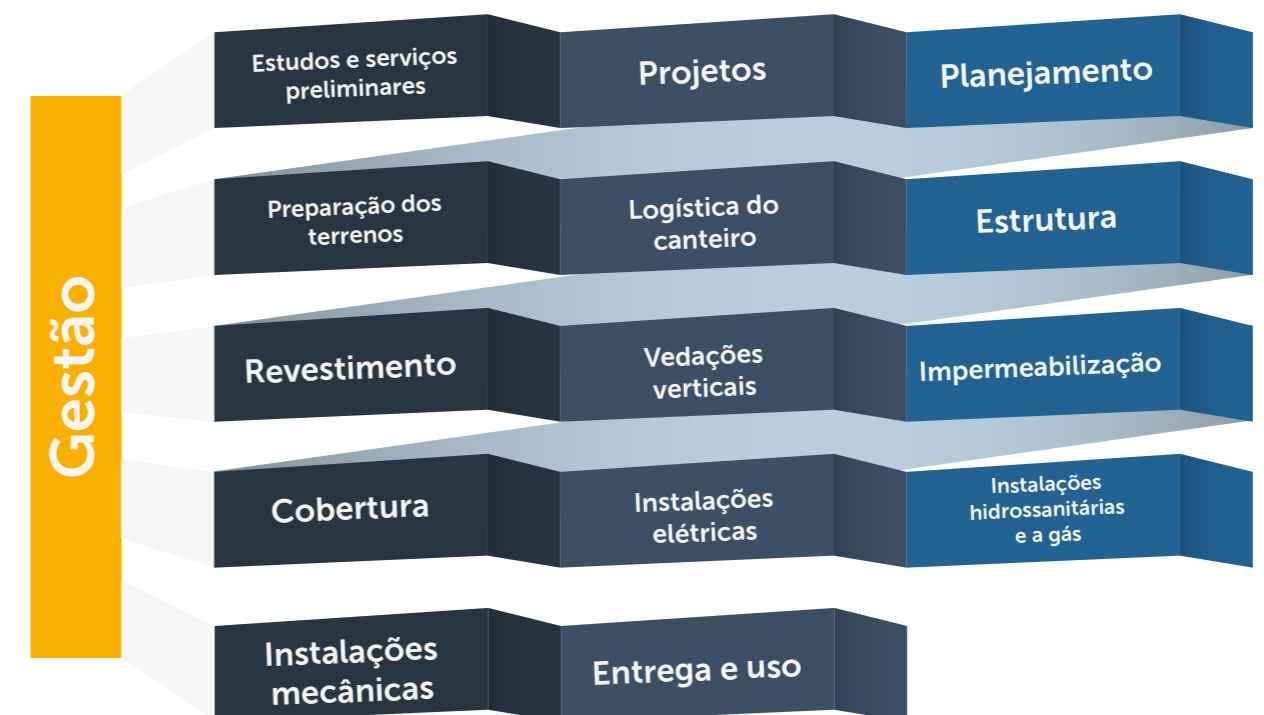 Gestão
Estudos e serviços
preliminares
Projetos
Planejamento
Preparação dos
terrenos
Logística do
canteiro
Estrutura
Revestimento
Vedações
verticais
Impermeabilização
Cobertura
Instalações
elétricas
Instalações
hidrossanitárias
e a gás
Instalações
mecânicas
Entrega e uso